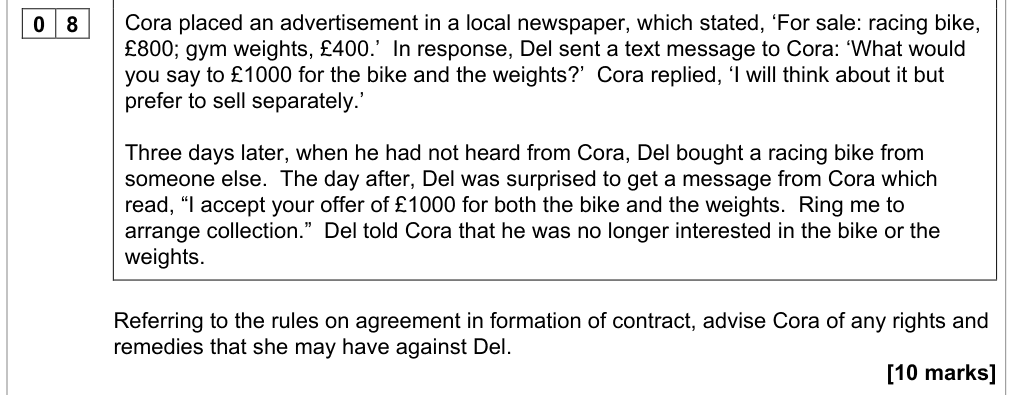 0 8
Cora placed an advertisement in a local newspaper, which stated, ‘For sale: racing bike,
£800; gym weights, £400.’ In response, Del sent a text message to Cora: ‘What would
you say to £1000 for the bike and the weights?’ Cora replied, ‘I will think about it but
prefer to sell separately.’
Three days later, when he had not heard from Cora, Del bought a racing bike from
someone else. The day after, Del was surprised to get a message from Cora which
read, “I accept your offer of £1000 for both the bike and the weights. Ring me to
arrange collection.” Del told Cora that he was no longer interested in the bike or the
weights.
Referring to the rules on agreement in formation of contract, advise Cora of any rights and
remedies that she may have against Del.
[10 marks]